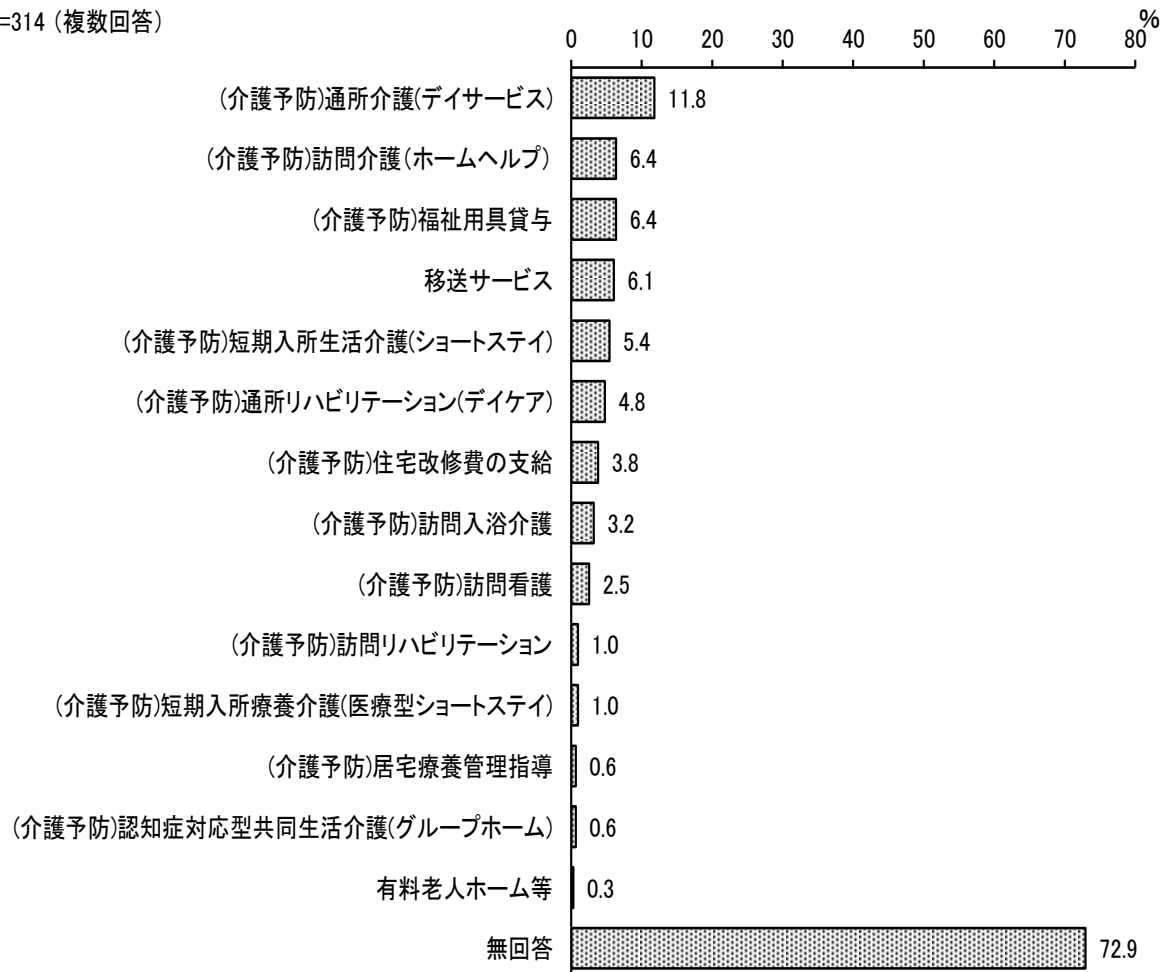 =314 (複数回答)
0 10 20 30 40 50 60 70 80 %
(介護予防)通所介護(デイサービス) 11.8
(介護予防)訪問介護(ホームヘルプ) 6.4
(介護予防)福祉用具貸与 6.4
移送サービス 6.1
(介護予防)短期入所生活介護(ショートステイ) 5.4
(介護予防)通所リハビリテーション(デイケア) 4.8
(介護予防)住宅改修費の支給 3.8
(介護予防)訪問入浴介護 3.2
(介護予防)訪問看護 2.5
(介護予防)訪問リハビリテーション 1.0
(介護予防)短期入所療養介護(医療型ショートステイ) 1.0
(介護予防)居宅療養管理指導 0.6
(介護予防)認知症対応型共同生活介護(グループホーム) 0.6
有料老人ホーム等 0.3
無回答 72.9